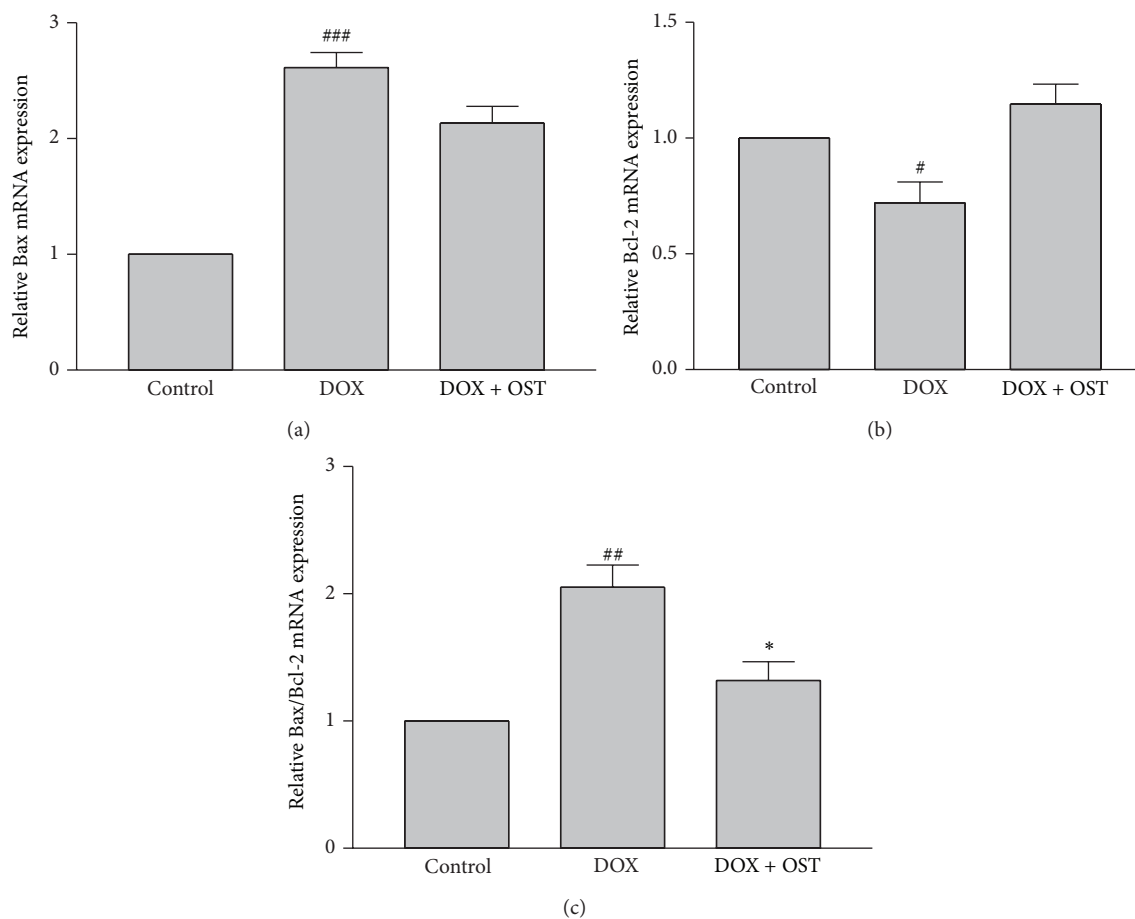 Relative Bax mRNA expression
3
2
1
0
###
Control
DOX
DOX + OST
(a)
Relative Bcl-2 mRNA expression
1.5
1.0
0.5
0.0
#
Control
DOX
DOX + OST
(b)
Relative Bax/Bcl-2 mRNA expression
3
2
1
0
##
*
Control
DOX
DOX + OST
(c)